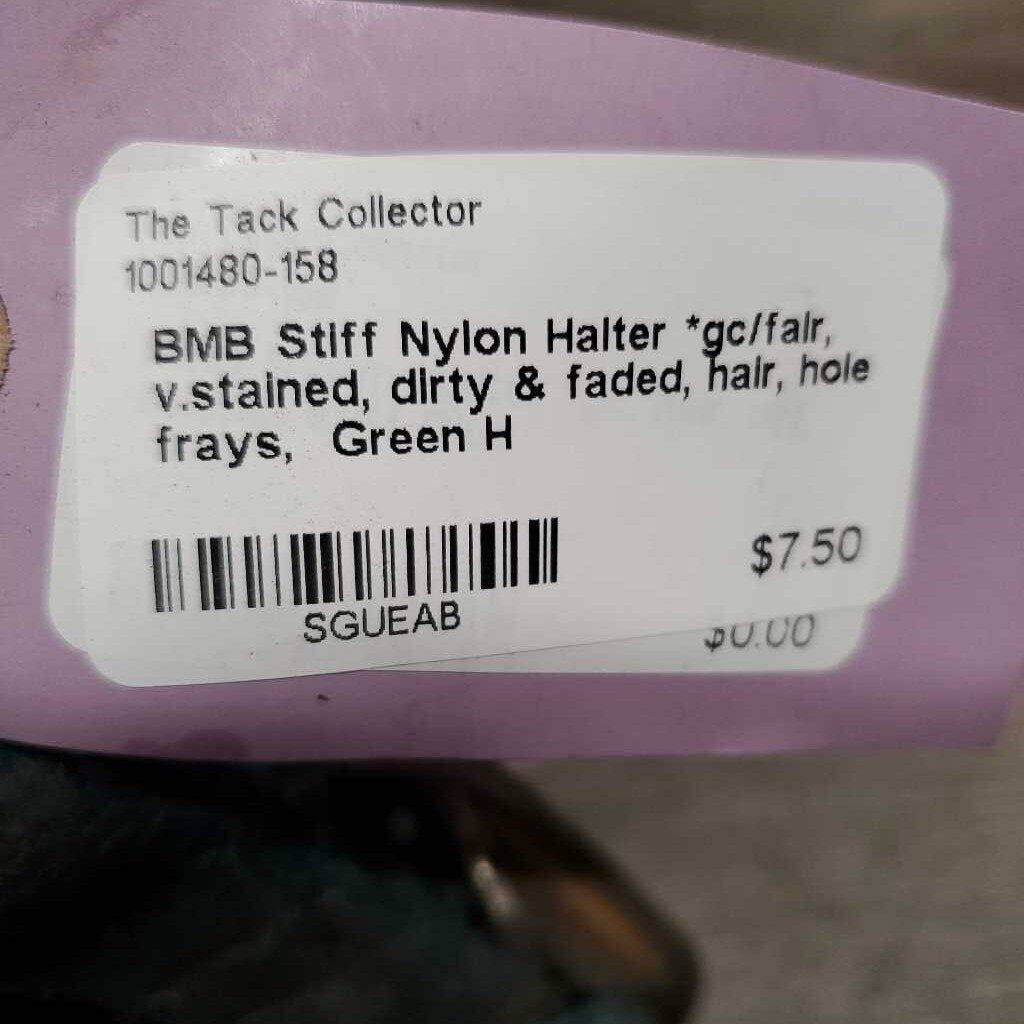 The Tack Collector
1001480-158
BMB Stiff Nylon Halter *gc/fair,
v.stained, dirty & faded, hair, hole
frays, Green H
$7.50
SGUEAB
$0.00